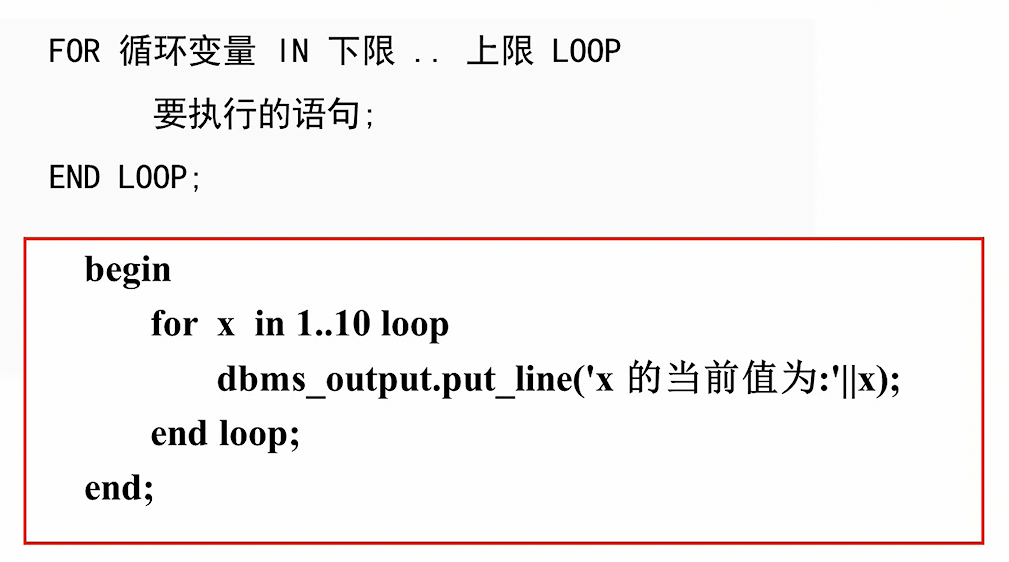 FOR 循环变量 IN 下限 .. 上限 LOOP
要执行的语句;
END LOOP;
begin
for x in 1..10 loop
dbms_output.put_line('x 的当前值为:'||x);
end loop;
end;